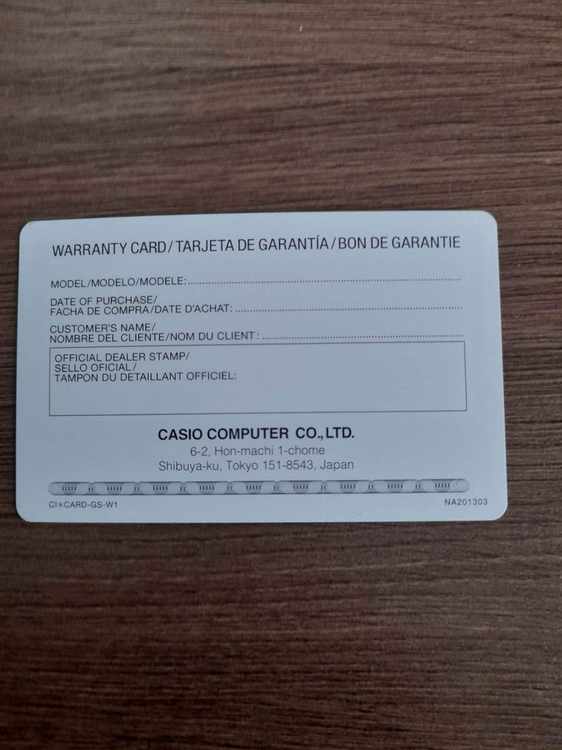 WARRANTY CARD/TARJETA DE GARANTÍA/BON DE GARANTIE
MODEL/MODELO/MODELE:
DATE OF PURCHASE/
FACHA DE COMPRA/DATE D'ACHAT:
CUSTOMER'S NAME/
NOMBRE DEL CLIENTE/NOM DU CLIENT :
OFFICIAL DEALER STAMP/
SELLO OFICIAL/
TAMPON DU DETAILLANT OFFICIEL:
CASIO COMPUTER CO.,LTD.
6-2, Hon-machi 1-chome
Shibuya-ku, Tokyo 151-8543, Japan
CI✳CARD-GS-W1
NA201303